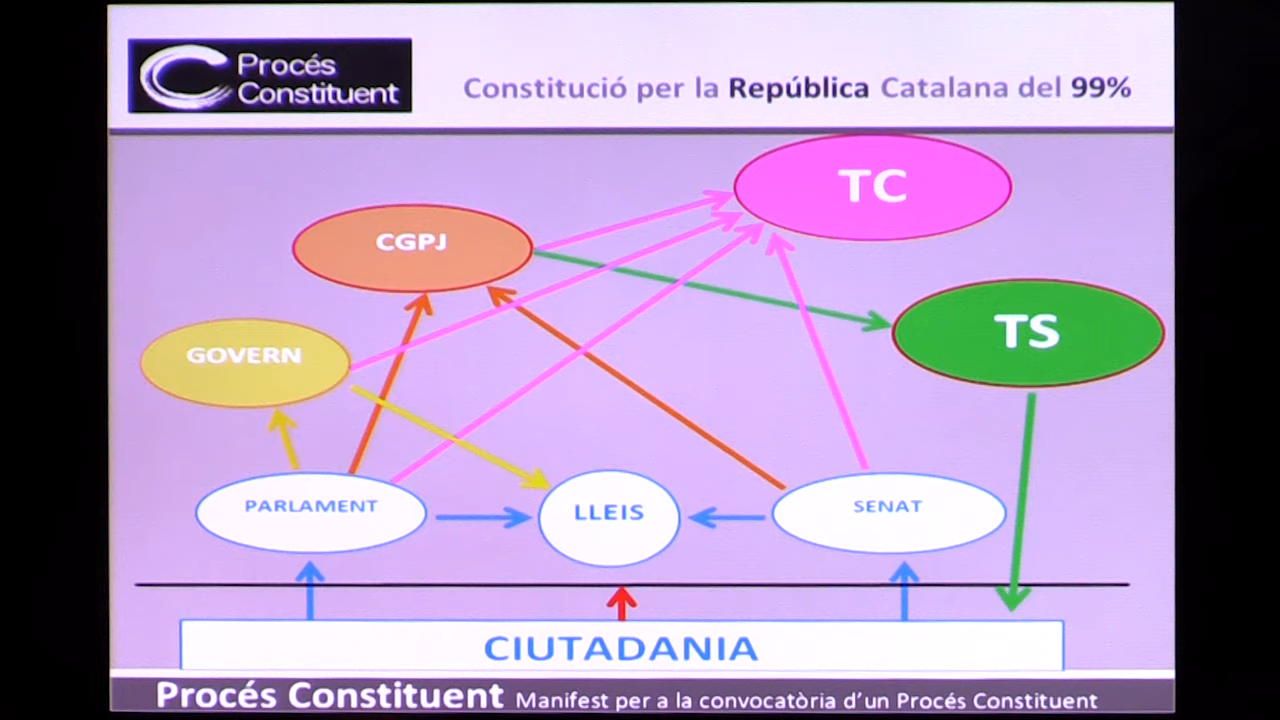 Procés
Constituent
Constitució per la República Catalana del 99%
TC
CGPJ
TS
GOVERN
PARLAMENT
LLEIS
SENAT
CIUTADANIA
Procés Constituent Manifest per a la convocatòria d'un Procés Constituent